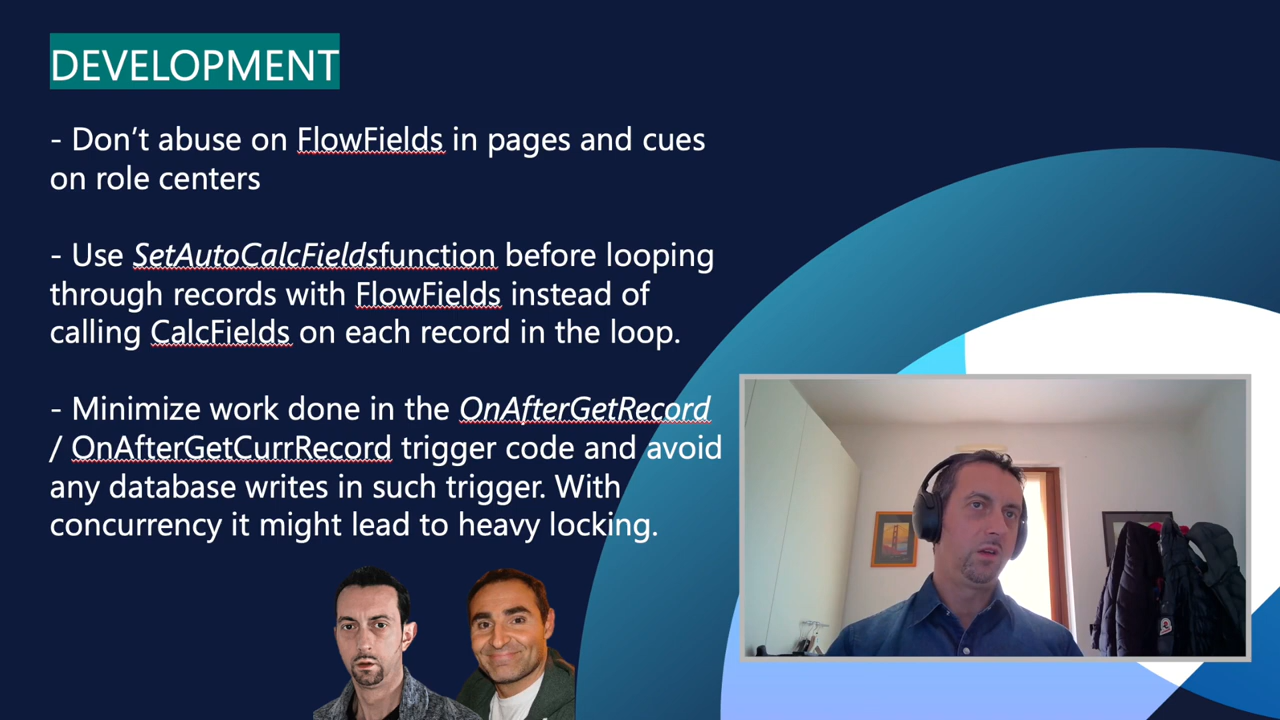 DEVELOPMENT
- Don’t abuse on FlowFields in pages and cues
on role centers
- Use SetAutoCalcFieldsfunction before looping
through records with FlowFields instead of
calling CalcFields on each record in the loop.
- Minimize work done in the OnAfterGetRecord
/ OnAfterGetCurrRecord trigger code and avoid
any database writes in such trigger. With
concurrency it might lead to heavy locking.